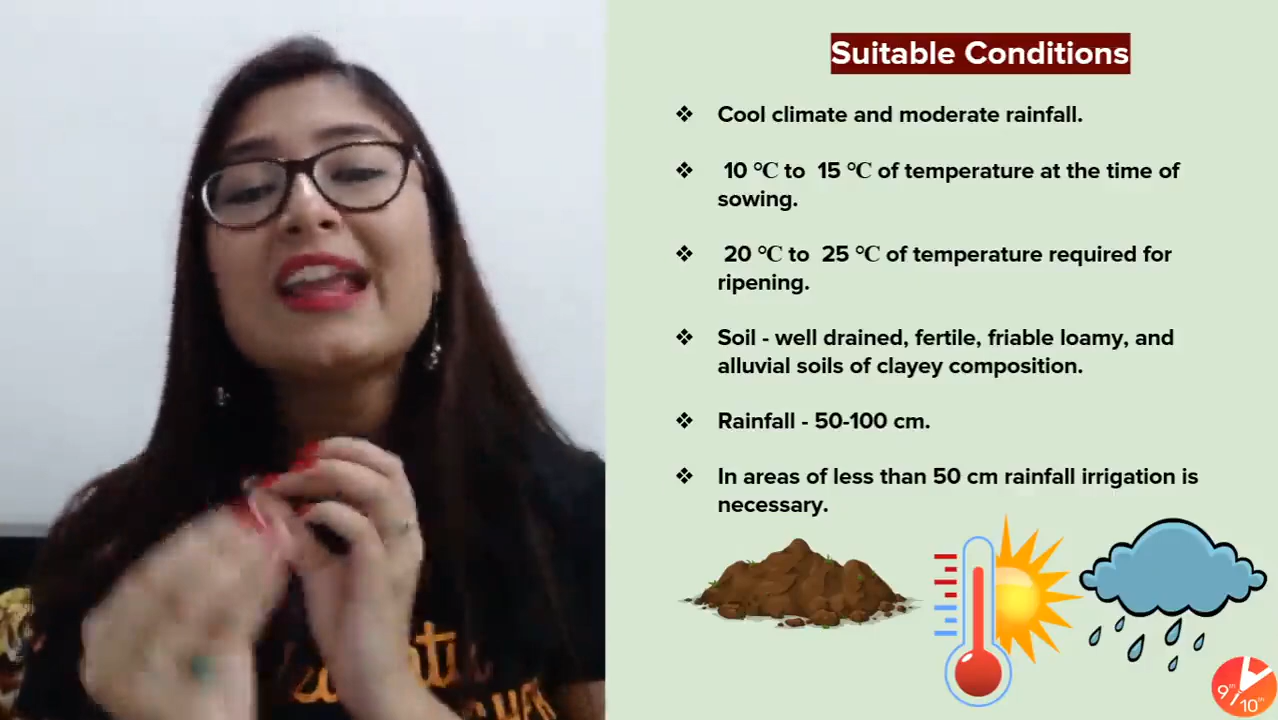 Suitable Conditions
❖ Cool climate and moderate rainfall.
❖ 10 °C to 15 °C of temperature at the time of
sowing.
❖ 20 °C to 25 °C of temperature required for
ripening.
❖ Soil - well drained, fertile, friable loamy, and
alluvial soils of clayey composition.
❖ Rainfall - 50-100 cm.
❖ In areas of less than 50 cm rainfall irrigation is
necessary.
9th 10th